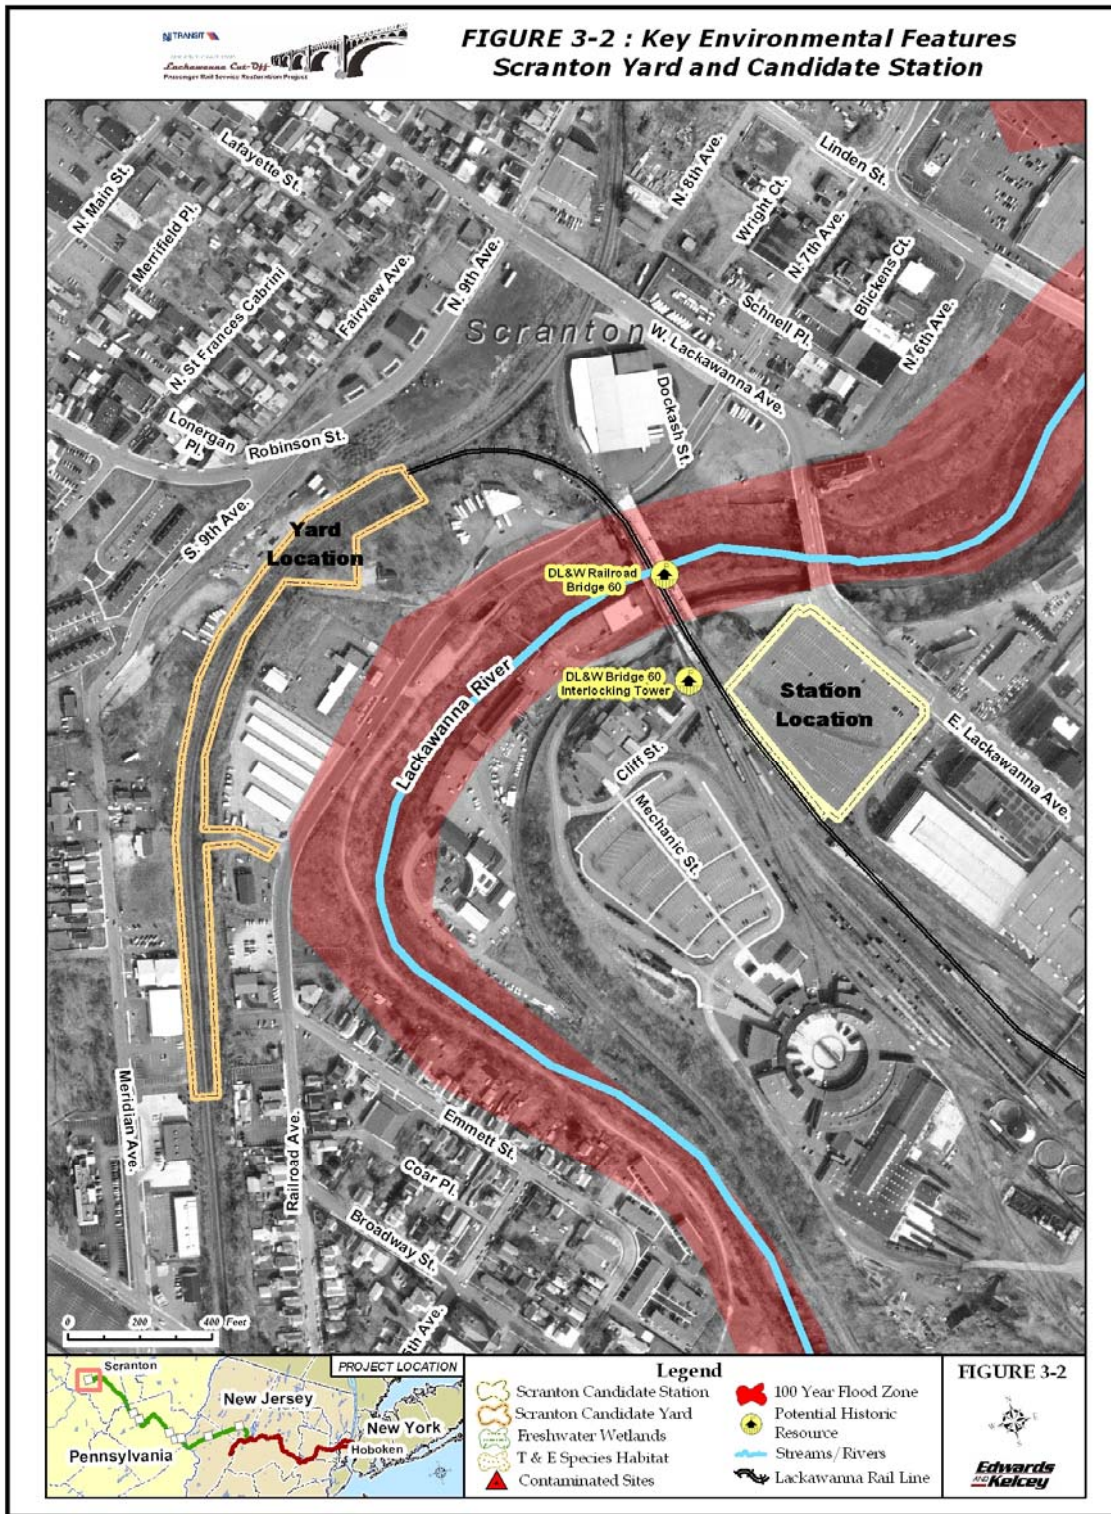 NJ TRANSIT
Lackawanna Cut-Off
Passenger Rail Service Restoration Project
FIGURE 3-2 : Key Environmental Features
Scranton Yard and Candidate Station
Lafayette St.
N. Main St.
Merrifield Pl.
N. St Frances Cabrini
Fairview Ave.
N. 9th Ave.
N. 8th Ave.
Linden St.
Wright Ct.
N. 7th Ave.
Blickens Ct.
Schnell Pl.
N. 6th Ave.
Scranton
W. Lackawanna Ave.
Dockash St.
Lonergan
Pl.
Robinson St.
S. 9th Ave.
Yard
Location
DL&W Railroad
Bridge 60
DL&W Bridge 60
Interlocking Tower
Lackawanna River
Station
Location
E. Lackawanna Ave.
Cliff St.
Mechanic St.
Meridian Ave.
Railroad Ave.
Emmett St.
Coar Pl.
Broadway St.
5th Ave.
0 200 400 Feet
PROJECT LOCATION
Scranton
New Jersey
New York
Hoboken
Pennsylvania
Legend
Scranton Candidate Station
Scranton Candidate Yard
Freshwater Wetlands
T & E Species Habitat
Contaminated Sites
100 Year Flood Zone
Potential Historic
Resource
Streams/Rivers
Lackawanna Rail Line
FIGURE 3-2
Edwards
AND Kelcey